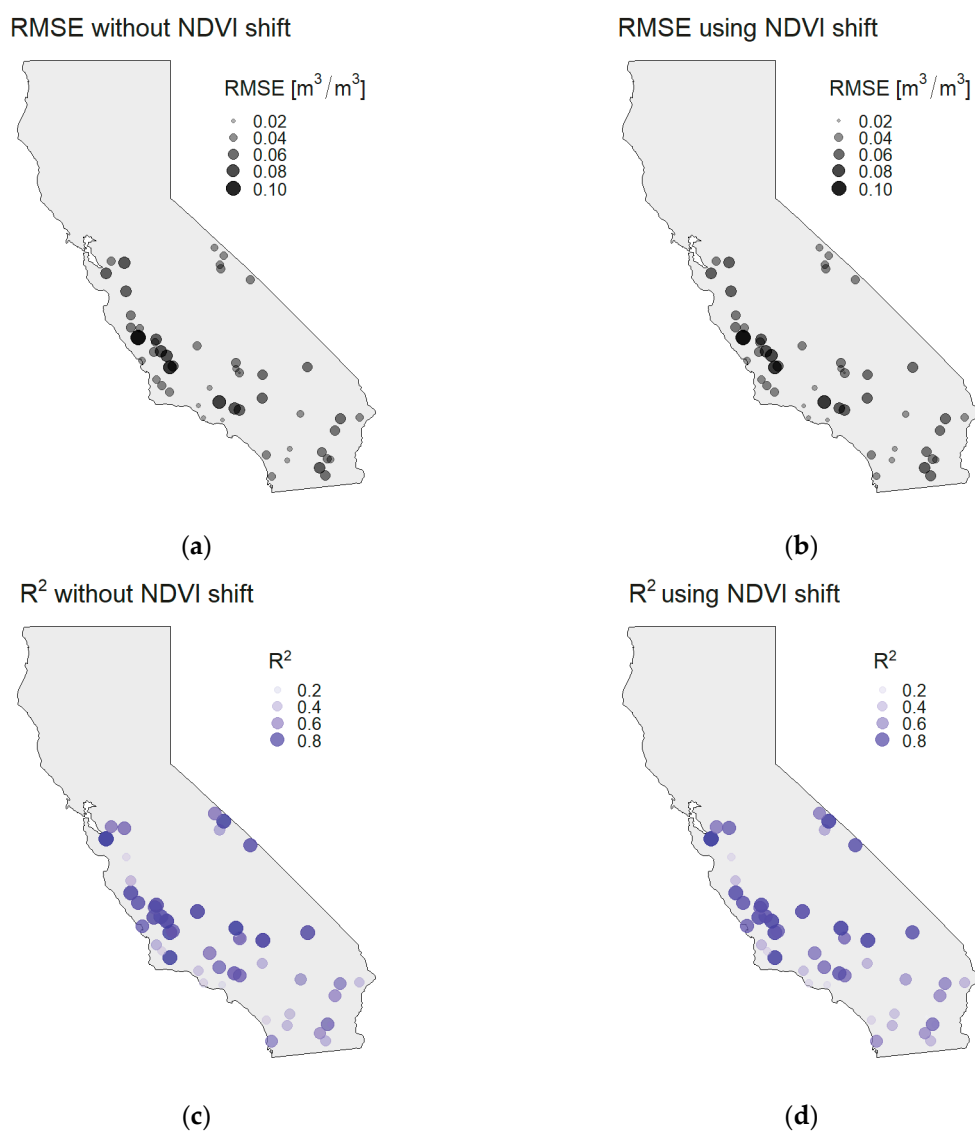 RMSE without NDVI shift
RMSE [m³/m³]
0.02
0.04
0.06
0.08
0.10
(a)
RMSE using NDVI shift
RMSE [m³/m³]
0.02
0.04
0.06
0.08
0.10
(b)
R² without NDVI shift
R²
0.2
0.4
0.6
0.8
(c)
R² using NDVI shift
R²
0.2
0.4
0.6
0.8
(d)